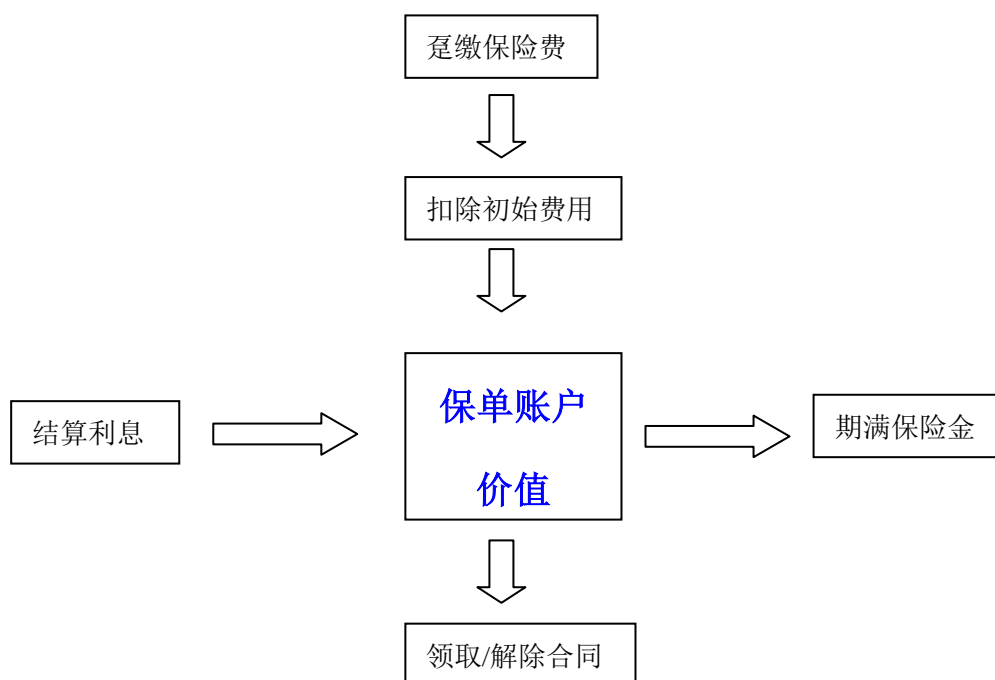 趸缴保险费
扣除初始费用
保单账户
价值
结算利息
期满保险金
领取/解除合同